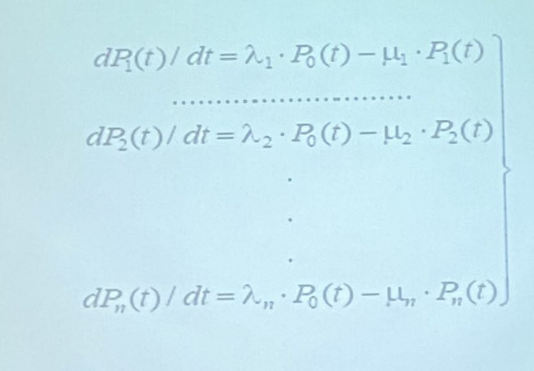 dP₁(t) / dt = λ₁ · P₀(t) − μ₁ · P₁(t)
...........................
dP₂(t) / dt = λ₂ · P₀(t) − μ₂ · P₂(t)
.
.
.
dPₙ(t) / dt = λₙ · P₀(t) − μₙ · Pₙ(t)